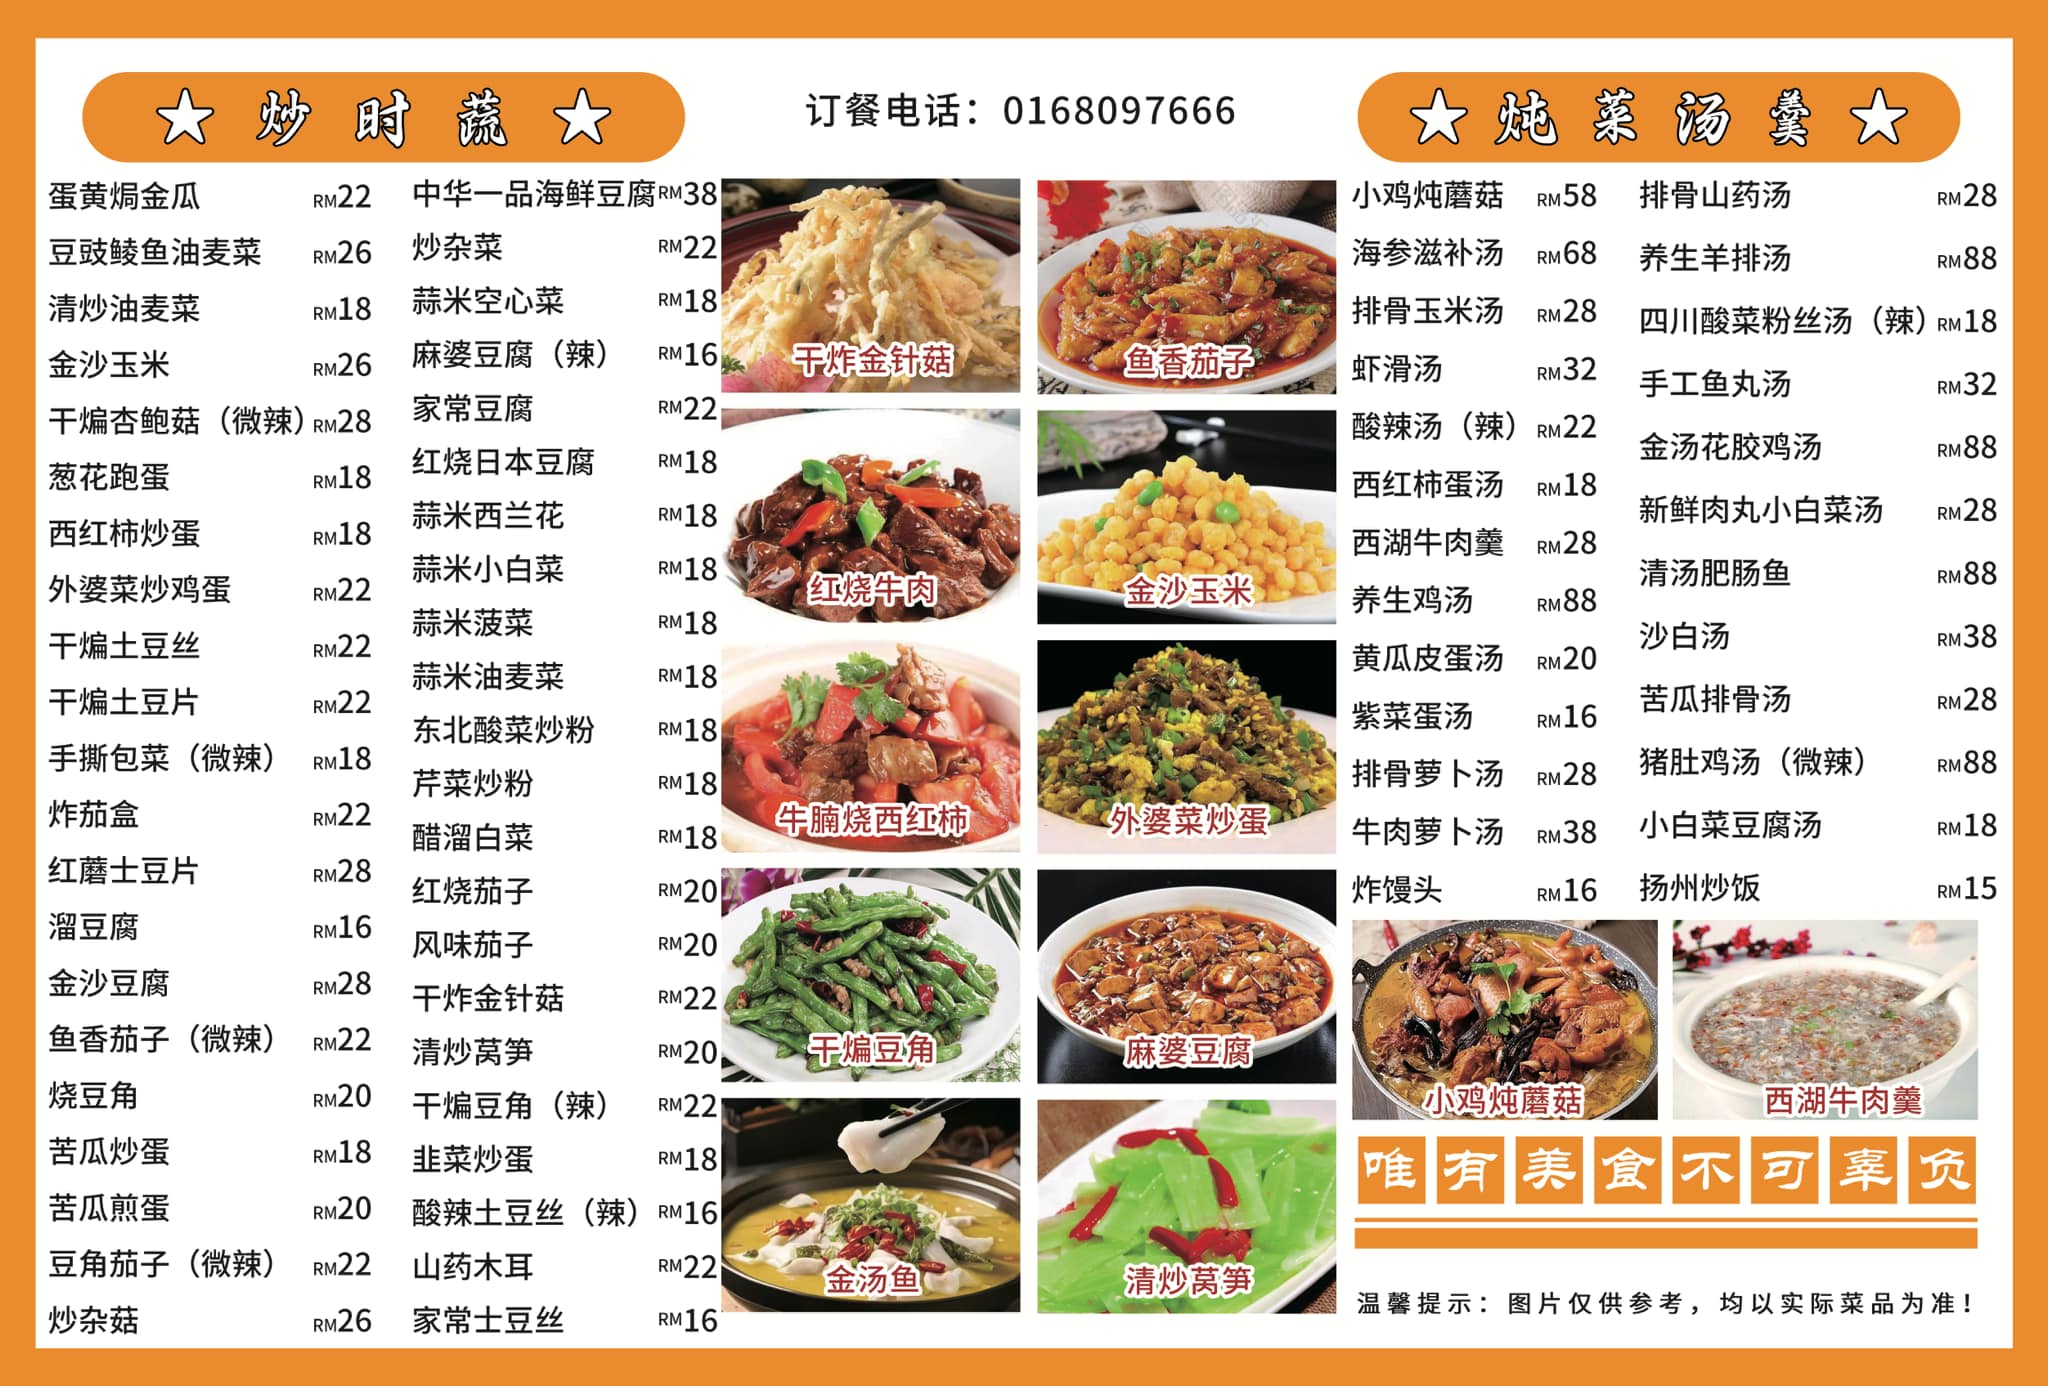 ★ 炒时蔬 ★
蛋黄焗金瓜 RM22
豆豉鲮鱼油麦菜 RM26
清炒油麦菜 RM18
金沙玉米 RM26
干煸杏鲍菇（微辣） RM28
葱花跑蛋 RM18
西红柿炒蛋 RM18
外婆菜炒鸡蛋 RM22
干煸土豆丝 RM22
干煸土豆片 RM22
手撕包菜（微辣） RM18
炸茄盒 RM22
红蘑士豆片 RM28
溜豆腐 RM16
金沙豆腐 RM28
鱼香茄子（微辣） RM22
烧豆角 RM20
苦瓜炒蛋 RM18
苦瓜煎蛋 RM20
豆角茄子（微辣） RM22
炒杂菇 RM26
中华一品海鲜豆腐 RM38
炒杂菜 RM22
蒜米空心菜 RM18
麻婆豆腐（辣） RM16
家常豆腐 RM22
红烧日本豆腐 RM18
蒜米西兰花 RM18
蒜米小白菜 RM18
蒜米菠菜 RM18
蒜米油麦菜 RM18
东北酸菜炒粉 RM18
芹菜炒粉 RM18
醋溜白菜 RM18
红烧茄子 RM20
风味茄子 RM20
干炸金针菇 RM22
清炒莴笋 RM20
干煸豆角（辣） RM22
韭菜炒蛋 RM18
酸辣土豆丝（辣） RM16
山药木耳 RM22
家常士豆丝 RM16
订餐电话：0168097666
干炸金针菇
鱼香茄子
红烧牛肉
金沙玉米
牛腩烧西红柿
外婆菜炒蛋
干煸豆角
麻婆豆腐
金汤鱼
清炒莴笋
★ 炖菜汤羹 ★
小鸡炖蘑菇 RM58
海参滋补汤 RM68
排骨玉米汤 RM28
虾滑汤 RM32
酸辣汤（辣） RM22
西红柿蛋汤 RM18
西湖牛肉羹 RM28
养生鸡汤 RM88
黄瓜皮蛋汤 RM20
紫菜蛋汤 RM16
排骨萝卜汤 RM28
牛肉萝卜汤 RM38
炸馒头 RM16
排骨山药汤 RM28
养生羊排汤 RM88
四川酸菜粉丝汤（辣） RM18
手工鱼丸汤 RM32
金汤花胶鸡汤 RM88
新鲜肉丸小白菜汤 RM28
清汤肥肠鱼 RM88
沙白汤 RM38
苦瓜排骨汤 RM28
猪肚鸡汤（微辣） RM88
小白菜豆腐汤 RM18
扬州炒饭 RM15
小鸡炖蘑菇
西湖牛肉羹
唯有美食不可辜负
温馨提示：图片仅供参考，均以实际菜品为准！